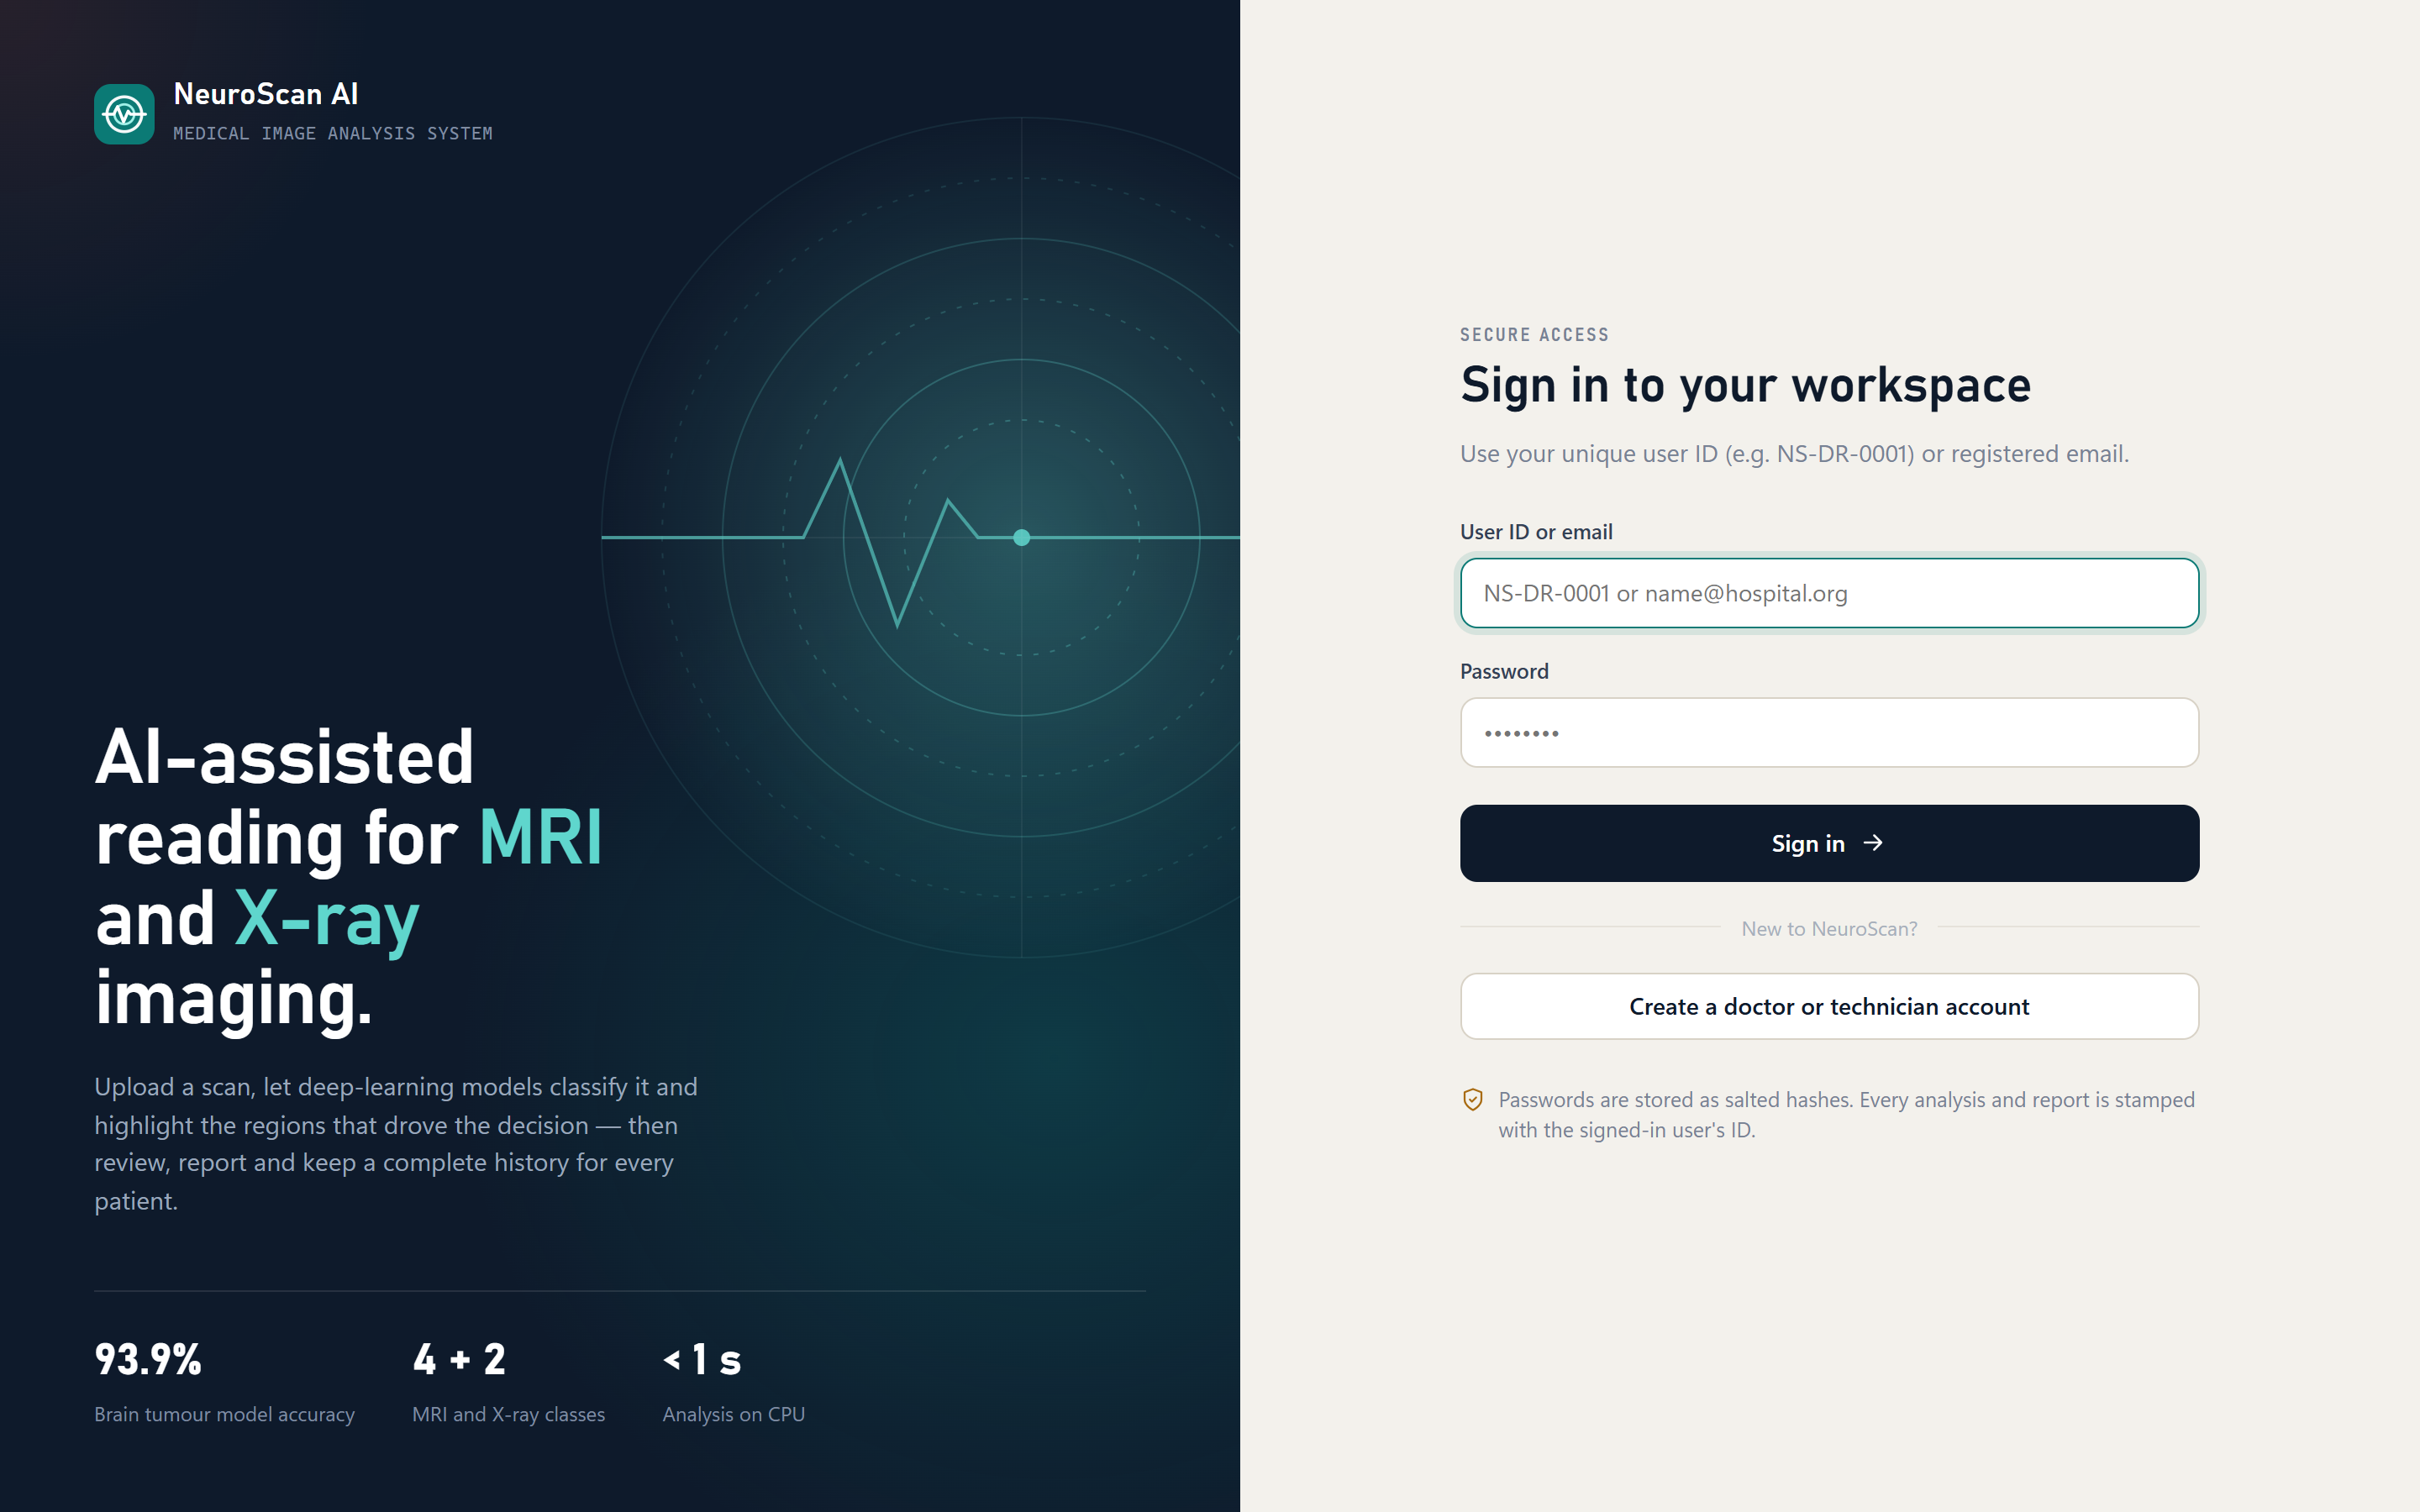 NeuroScan AI
MEDICAL IMAGE ANALYSIS SYSTEM
AI-assisted
reading for MRI
and X-ray
imaging.
Upload a scan, let deep-learning models classify it and
highlight the regions that drove the decision — then
review, report and keep a complete history for every
patient.
93.9%
Brain tumour model accuracy
4 + 2
MRI and X-ray classes
< 1 s
Analysis on CPU
SECURE ACCESS
Sign in to your workspace
Use your unique user ID (e.g. NS-DR-0001) or registered email.
User ID or email
NS-DR-0001 or name@hospital.org
Password
••••••••
Sign in →
New to NeuroScan?
Create a doctor or technician account
Passwords are stored as salted hashes. Every analysis and report is stamped
with the signed-in user's ID.